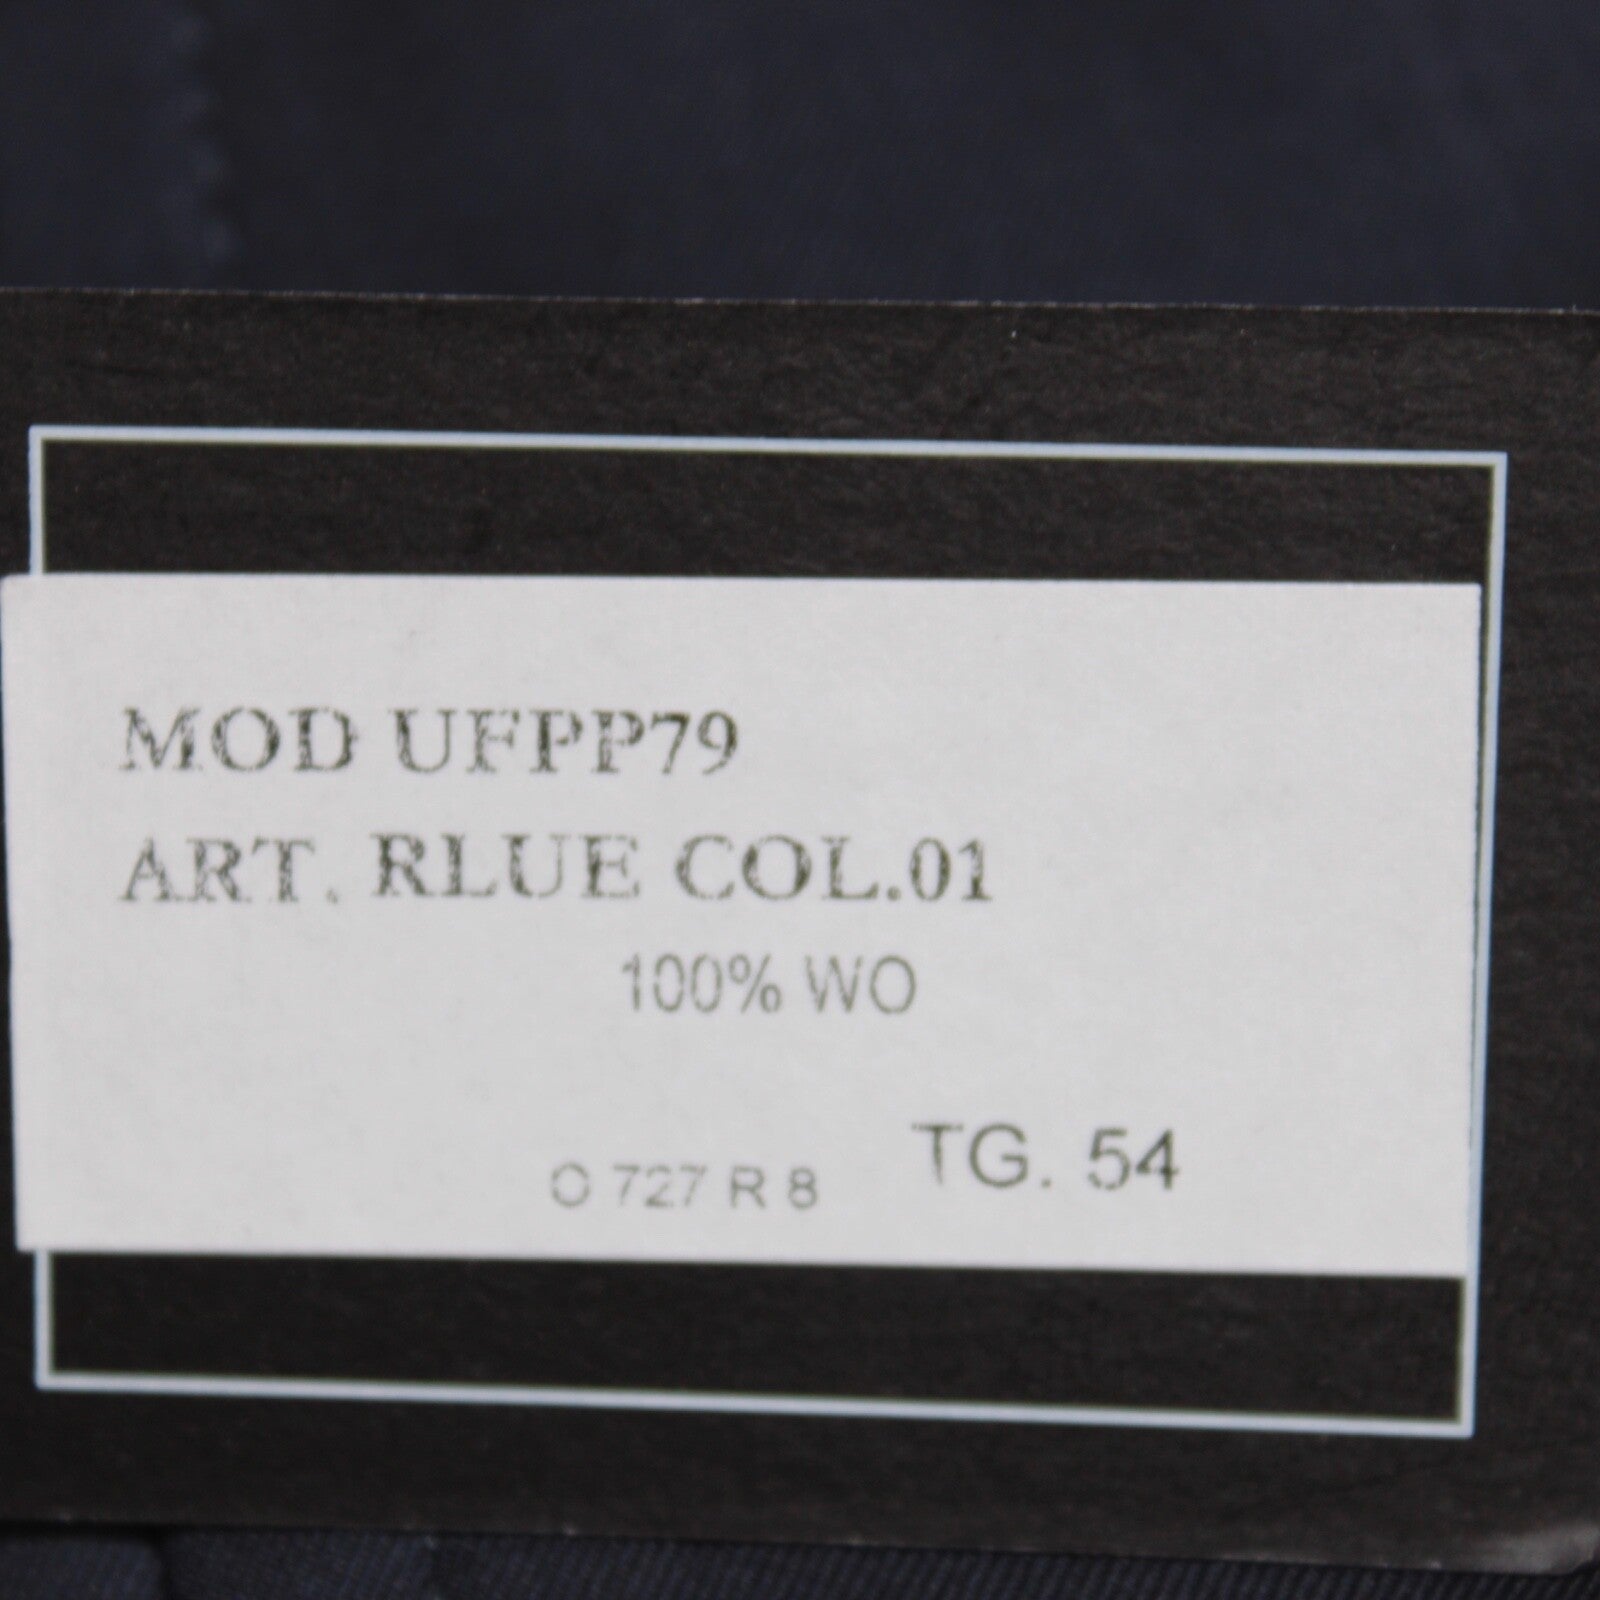 MOD UFPP79
ART. RLUE COL.01
100% WO
TG. 54
O 727 R 8